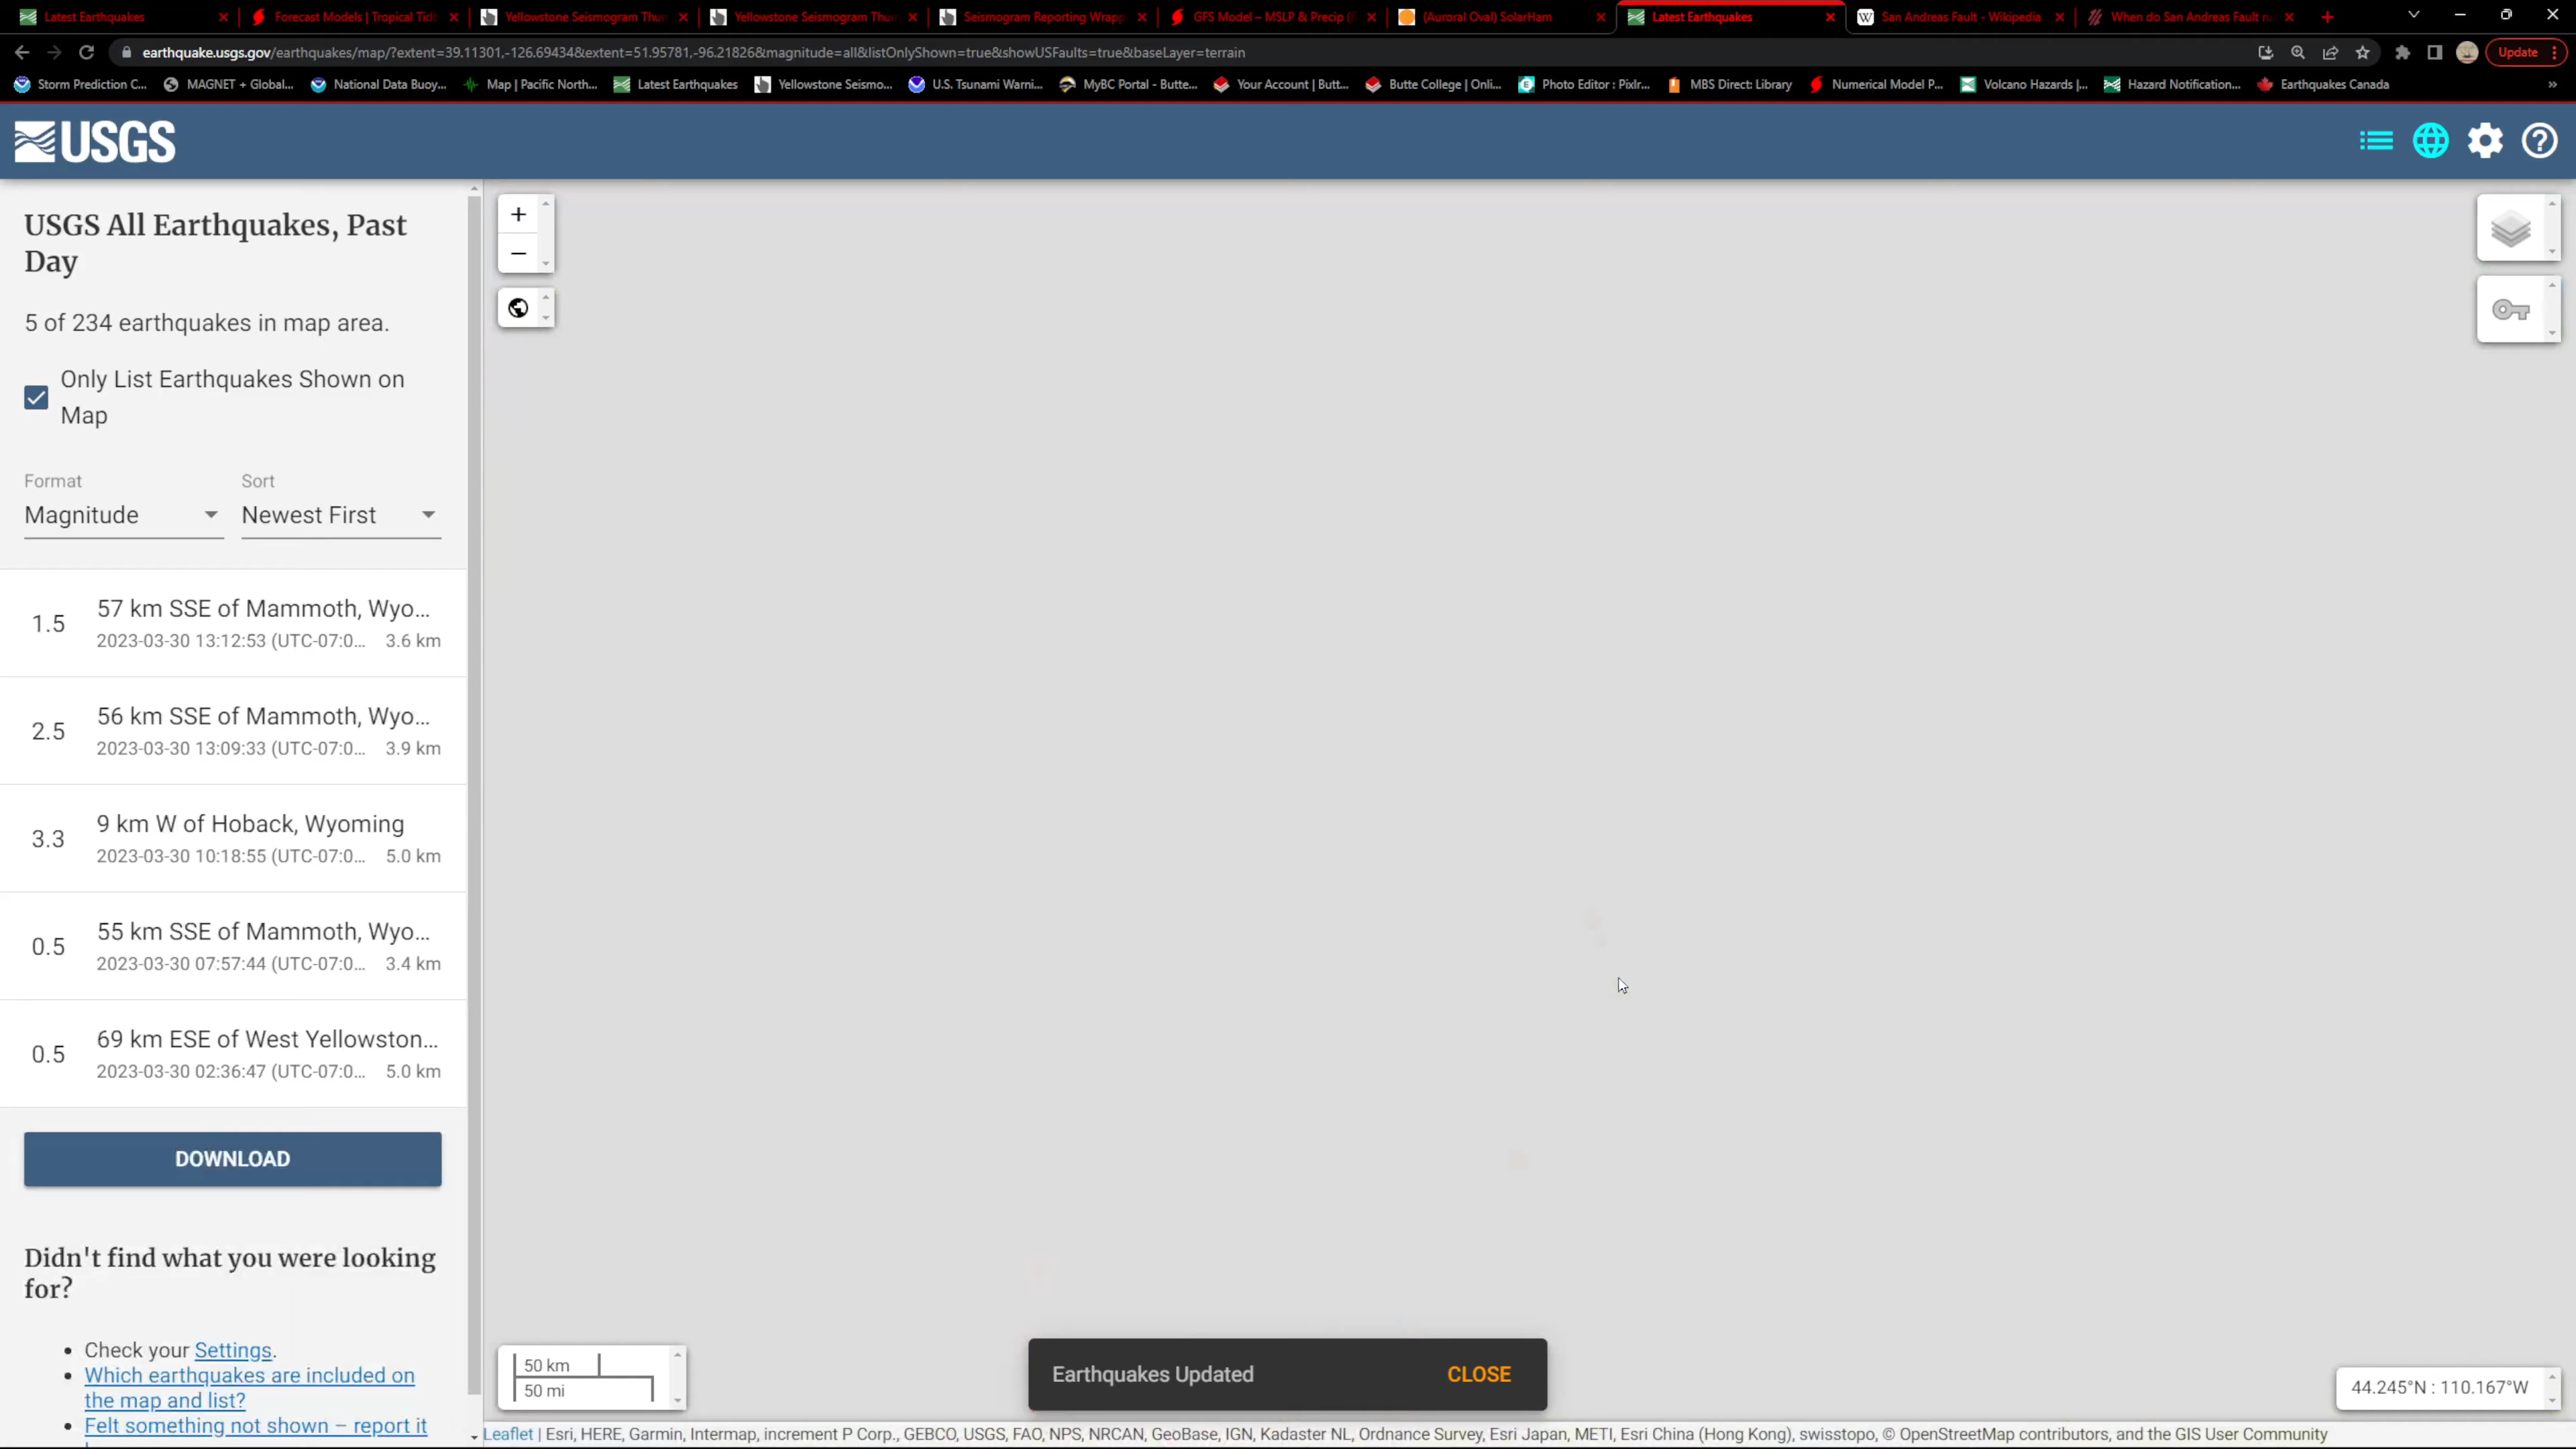 Latest Earthquakes
Forecast Models | Tropical Tidb
Yellowstone Seismogram Thum
Yellowstone Seismogram Thum
Seismogram Reporting Wrapp
GFS Model – MSLP & Precip (R
(Auroral Oval) SolarHam
Latest Earthquakes
San Andreas Fault - Wikipedia
When do San Andreas Fault ru
earthquake.usgs.gov/earthquakes/map/?extent=39.11301,-126.69434&extent=51.95781,-96.21826&magnitude=all&listOnlyShown=true&showUSFaults=true&baseLayer=terrain
Update
Storm Prediction C...
MAGNET + Global...
National Data Buoy...
Map | Pacific North...
Latest Earthquakes
Yellowstone Seismo...
U.S. Tsunami Warni...
MyBC Portal - Butte...
Your Account | Butt...
Butte College | Onli...
Photo Editor : Pixlr...
MBS Direct: Library
Numerical Model P...
Volcano Hazards |...
Hazard Notification...
Earthquakes Canada
USGS
USGS All Earthquakes, Past
Day
5 of 234 earthquakes in map area.
Only List Earthquakes Shown on
Map
Format
Sort
Magnitude
Newest First
1.5
57 km SSE of Mammoth, Wyo...
2023-03-30 13:12:53 (UTC-07:0... 3.6 km
2.5
56 km SSE of Mammoth, Wyo...
2023-03-30 13:09:33 (UTC-07:0... 3.9 km
3.3
9 km W of Hoback, Wyoming
2023-03-30 10:18:55 (UTC-07:0... 5.0 km
0.5
55 km SSE of Mammoth, Wyo...
2023-03-30 07:57:44 (UTC-07:0... 3.4 km
0.5
69 km ESE of West Yellowston...
2023-03-30 02:36:47 (UTC-07:0... 5.0 km
DOWNLOAD
Didn't find what you were looking
for?
• Check your Settings.
• Which earthquakes are included on
the map and list?
• Felt something not shown – report it
+
−
50 km
50 mi
Earthquakes Updated
CLOSE
44.245°N : 110.167°W
Leaflet | Esri, HERE, Garmin, Intermap, increment P Corp., GEBCO, USGS, FAO, NPS, NRCAN, GeoBase, IGN, Kadaster NL, Ordnance Survey, Esri Japan, METI, Esri China (Hong Kong), swisstopo, © OpenStreetMap contributors, and the GIS User Community